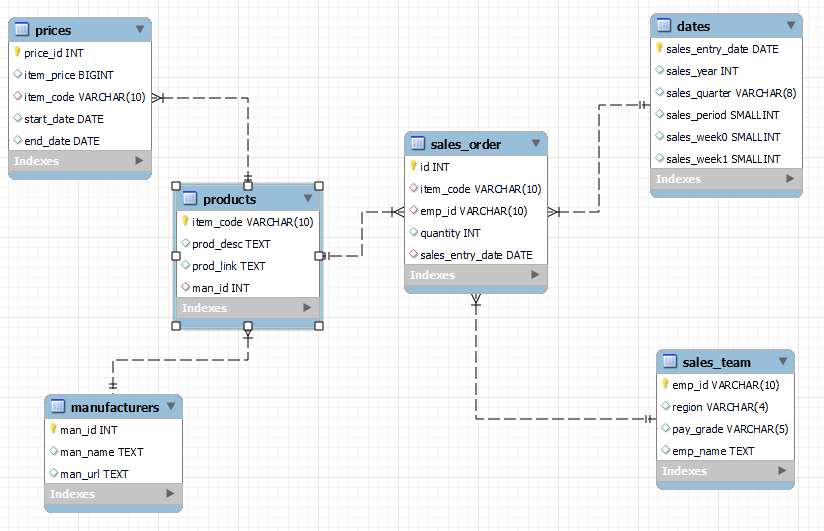 prices
price_id INT
item_price BIGINT
item_code VARCHAR(10)
start_date DATE
end_date DATE
Indexes
dates
sales_entry_date DATE
sales_year INT
sales_quarter VARCHAR(8)
sales_period SMALLINT
sales_week0 SMALLINT
sales_week1 SMALLINT
Indexes
sales_order
id INT
item_code VARCHAR(10)
emp_id VARCHAR(10)
quantity INT
sales_entry_date DATE
Indexes
products
item_code VARCHAR(10)
prod_desc TEXT
prod_link TEXT
man_id INT
Indexes
manufacturers
man_id INT
man_name TEXT
man_url TEXT
Indexes
sales_team
emp_id VARCHAR(10)
region VARCHAR(4)
pay_grade VARCHAR(5)
emp_name TEXT
Indexes